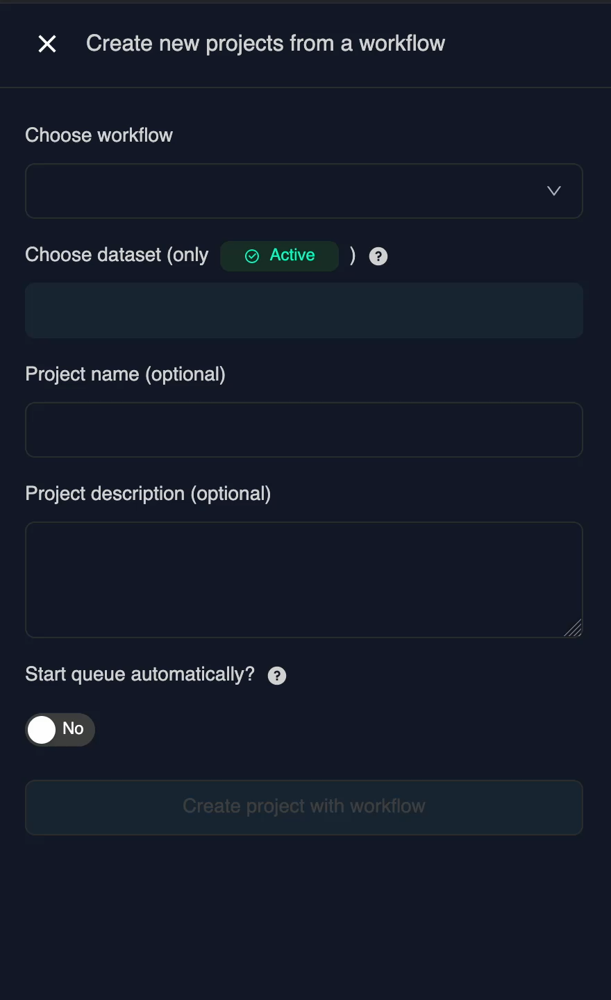 Create new projects from a workflow
Choose workflow
Choose dataset (only Active )
Project name (optional)
Project description (optional)
Start queue automatically?
No
Create project with workflow